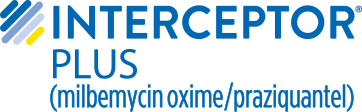 INTERCEPTOR®
PLUS
(milbemycin oxime/praziquantel)